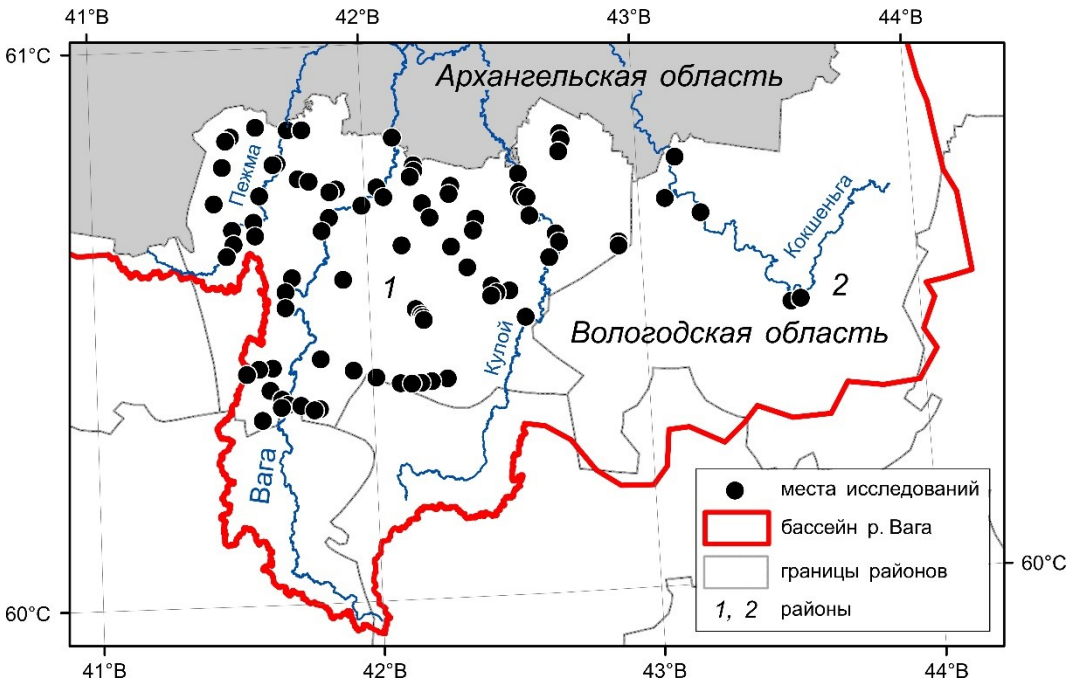 41°В 42°В 43°В 44°В
61°С
Архангельская область
Пежма
Кокшеньга
1
2
Вологодская область
Кулой
Вага
места исследований
бассейн р. Вага
границы районов
1, 2 районы
60°С
60°С
41°В 42°В 43°В 44°В